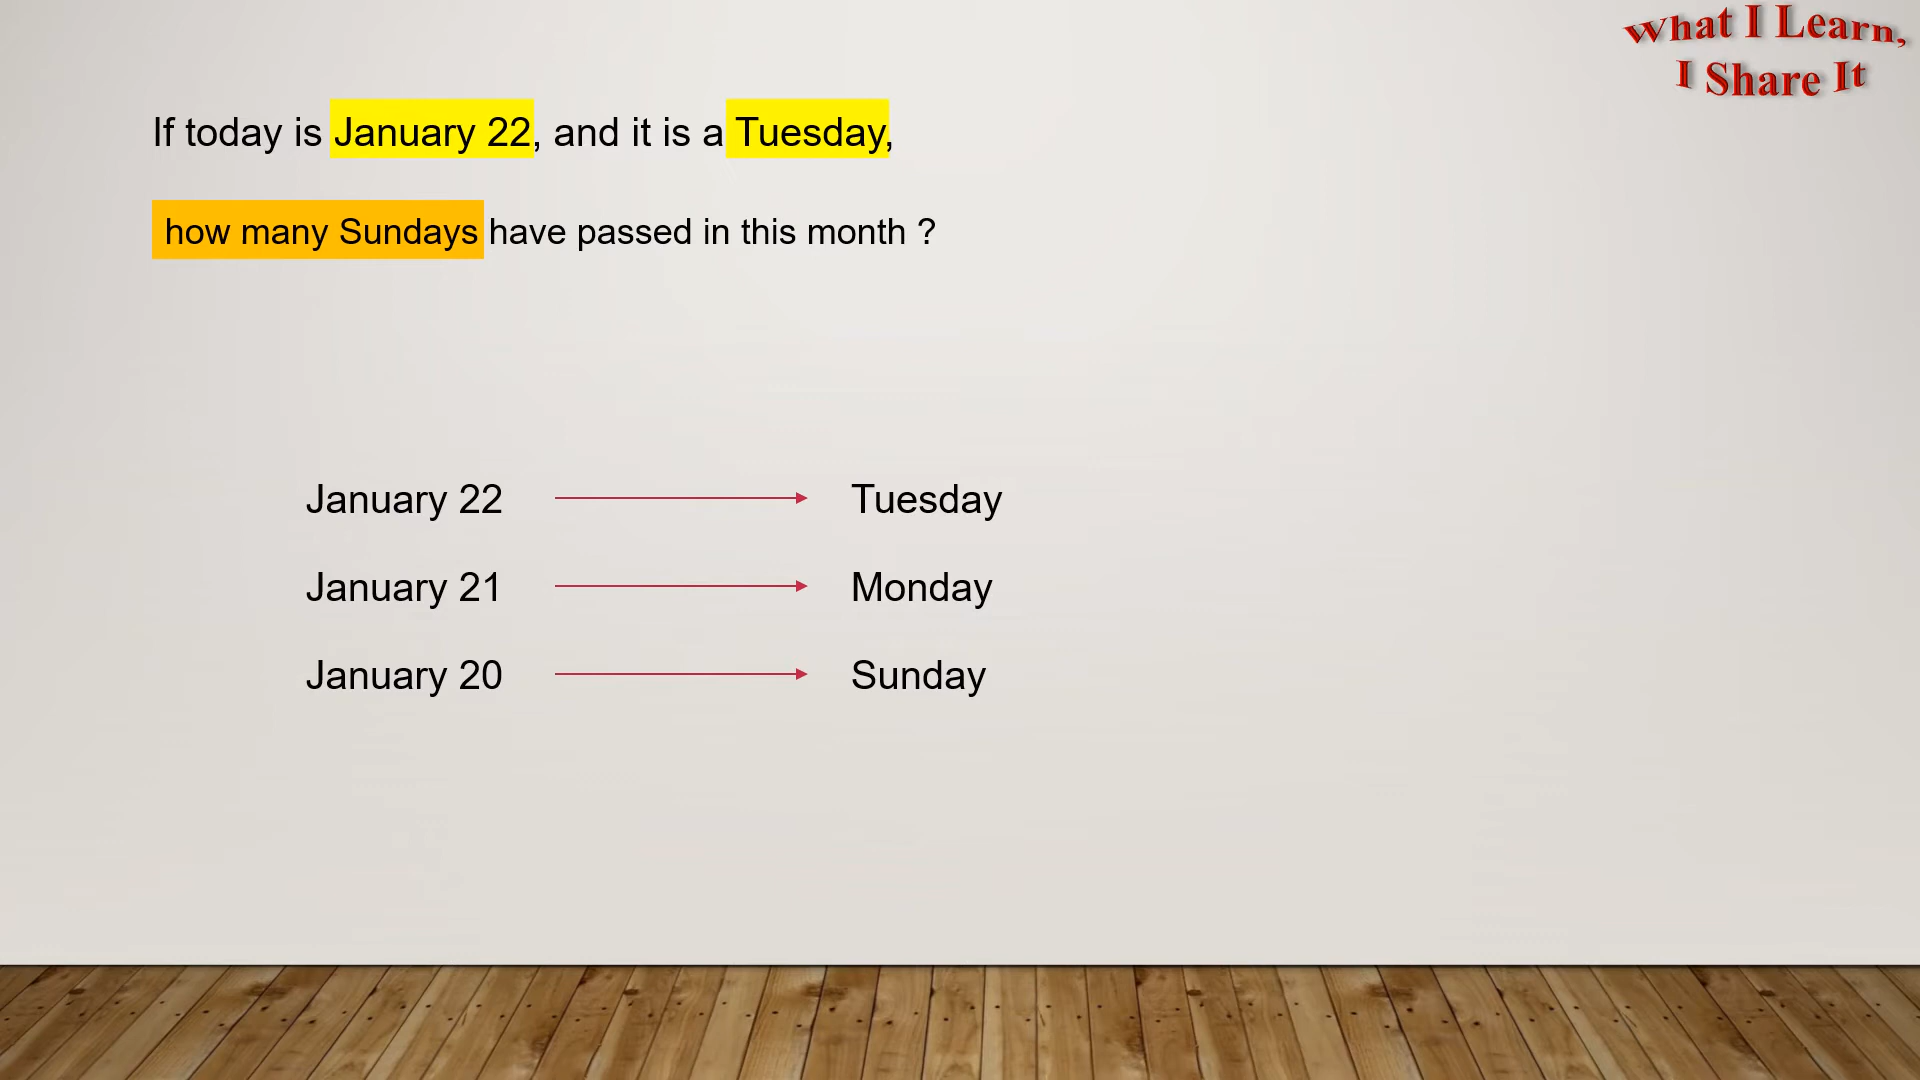 What I Learn,
I Share It
If today is January 22, and it is a Tuesday,
how many Sundays have passed in this month ?
January 22 Tuesday
January 21 Monday
January 20 Sunday